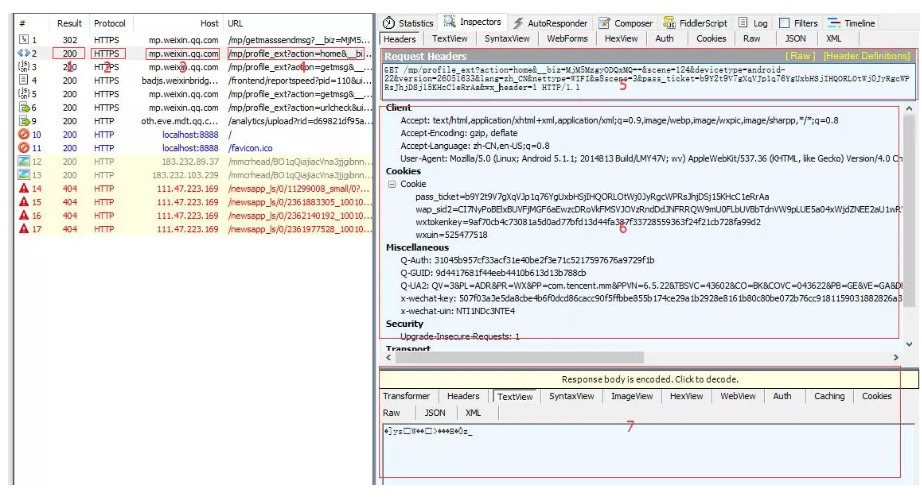 # Result Protocol Host URL
1 302 HTTPS mp.weixin.qq.com /mp/getmasssendmsg?__biz=MjM5...
2 200 HTTPS mp.weixin.qq.com /mp/profile_ext?action=home&__bi...
3 200 HTTPS mp.weixin.qq.com /mp/profile_ext?action=getmsg&__...
4 200 HTTPS badjs.weixinbridg... /frontend/reportspeed?pid=110&ui...
5 200 HTTPS mp.weixin.qq.com /mp/profile_ext?action=getmsg&__...
6 200 HTTPS mp.weixin.qq.com /mp/profile_ext?action=urlcheck&ui...
9 200 HTTP oth.eve.mdt.qq.co... /analytics/upload?rid=d69821df95a...
10 200 HTTP localhost:8888 /
11 200 HTTP localhost:8888 /favicon.ico
12 200 HTTP 183.232.89.37 /mmcrhead/BO1qQiajiacVna3jjgibnn...
13 200 HTTP 183.232.103.239 /mmcrhead/BO1qQiajiacVna3jjgibnn...
14 404 HTTP 111.47.223.169 /newsapp_ls/0/11299008_small/0?...
15 404 HTTP 111.47.223.169 /newsapp_ls/0/2361883305_10010...
16 404 HTTP 111.47.223.169 /newsapp_ls/0/2362140192_10010...
17 404 HTTP 111.47.223.169 /newsapp_ls/0/2361977528_10010...
1 2 3 4
Statistics Inspectors AutoResponder Composer FiddlerScript Log Filters Timeline
Headers TextView SyntaxView WebForms HexView Auth Cookies Raw JSON XML
Request Headers [Raw] [Header Definitions]
GET /mp/profile_ext?action=home&__biz=MjM5MzgyODQxMQ==&scene=124&devicetype=android-
22&version=26051833&lang=zh_CN&nettype=WIFI&a8scene=3&pass_ticket=
HTTP/1.1
5
Client
Accept: text/html,application/xhtml+xml,application/xml;q=0.9,image/webp,image/wxpic,image/sharpp,*/*;q=0.8
Accept-Encoding: gzip, deflate
Accept-Language: zh-CN,en-US;q=0.8
User-Agent: Mozilla/5.0 (Linux; Android 5.1.1; 2014813 Build/LMY47V; wv) AppleWebKit/537.36 (KHTML, like Gecko) Version/4.0 Ch
Cookies
Cookie
pass_ticket=
wap_sid2=
wxtokenkey=
wxuin=525477518
6
Miscellaneous
Q-Auth: 31045b957cf33acf31e40be2f3e71c5217597676a9729f1b
Q-GUID: 9d4417681f44eeb4410b613d13b788cb
Q-UA2: QV=3&PL=ADR&PR=WX&PP=com.tencent.mm&PPVN=6.5.22&TBSVC=43602&CO=BK&COVC=043622&PB=GE&VE=GA&D
x-wechat-key:
x-wechat-uin: NTI1NDc3NTE4
Security
Upgrade-Insecure-Requests: 1
Transport
Response body is encoded. Click to decode.
Transformer Headers TextView SyntaxView ImageView HexView WebView Auth Caching Cookies
Raw JSON XML
7